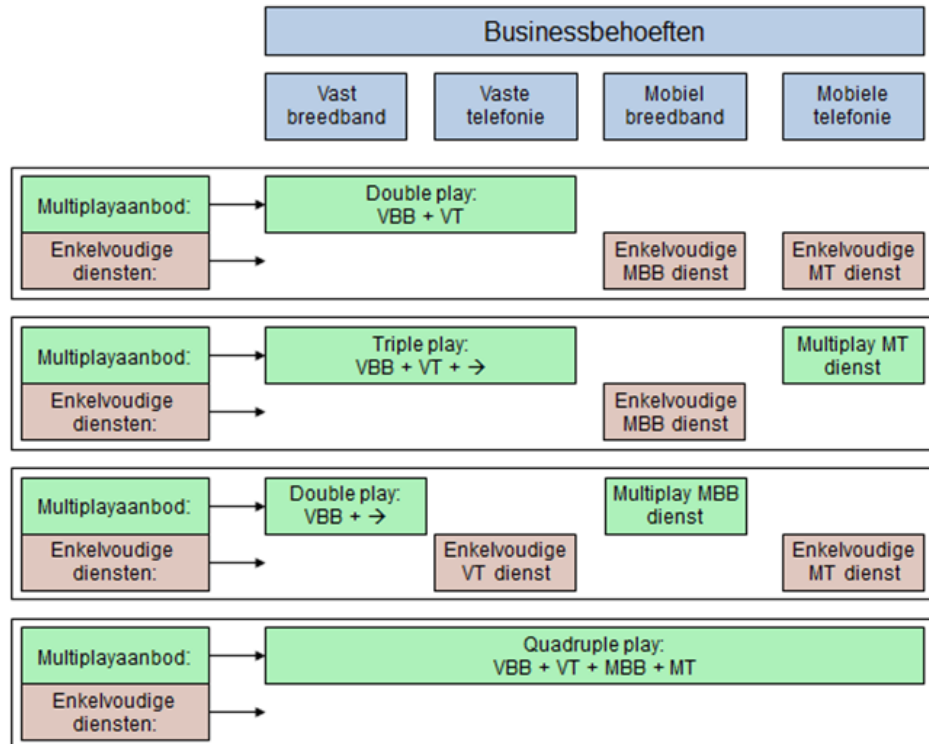 Businessbehoeften
Vast
breedband
Vaste
telefonie
Mobiel
breedband
Mobiele
telefonie
Multiplayaanbod:
Double play:
VBB + VT
Enkelvoudige
diensten:
Enkelvoudige
MBB dienst
Enkelvoudige
MT dienst
Multiplayaanbod:
Triple play:
VBB + VT + →
Multiplay MT
dienst
Enkelvoudige
diensten:
Enkelvoudige
MBB dienst
Multiplayaanbod:
Double play:
VBB + →
Multiplay MBB
dienst
Enkelvoudige
diensten:
Enkelvoudige
VT dienst
Enkelvoudige
MT dienst
Multiplayaanbod:
Quadruple play:
VBB + VT + MBB + MT
Enkelvoudige
diensten: